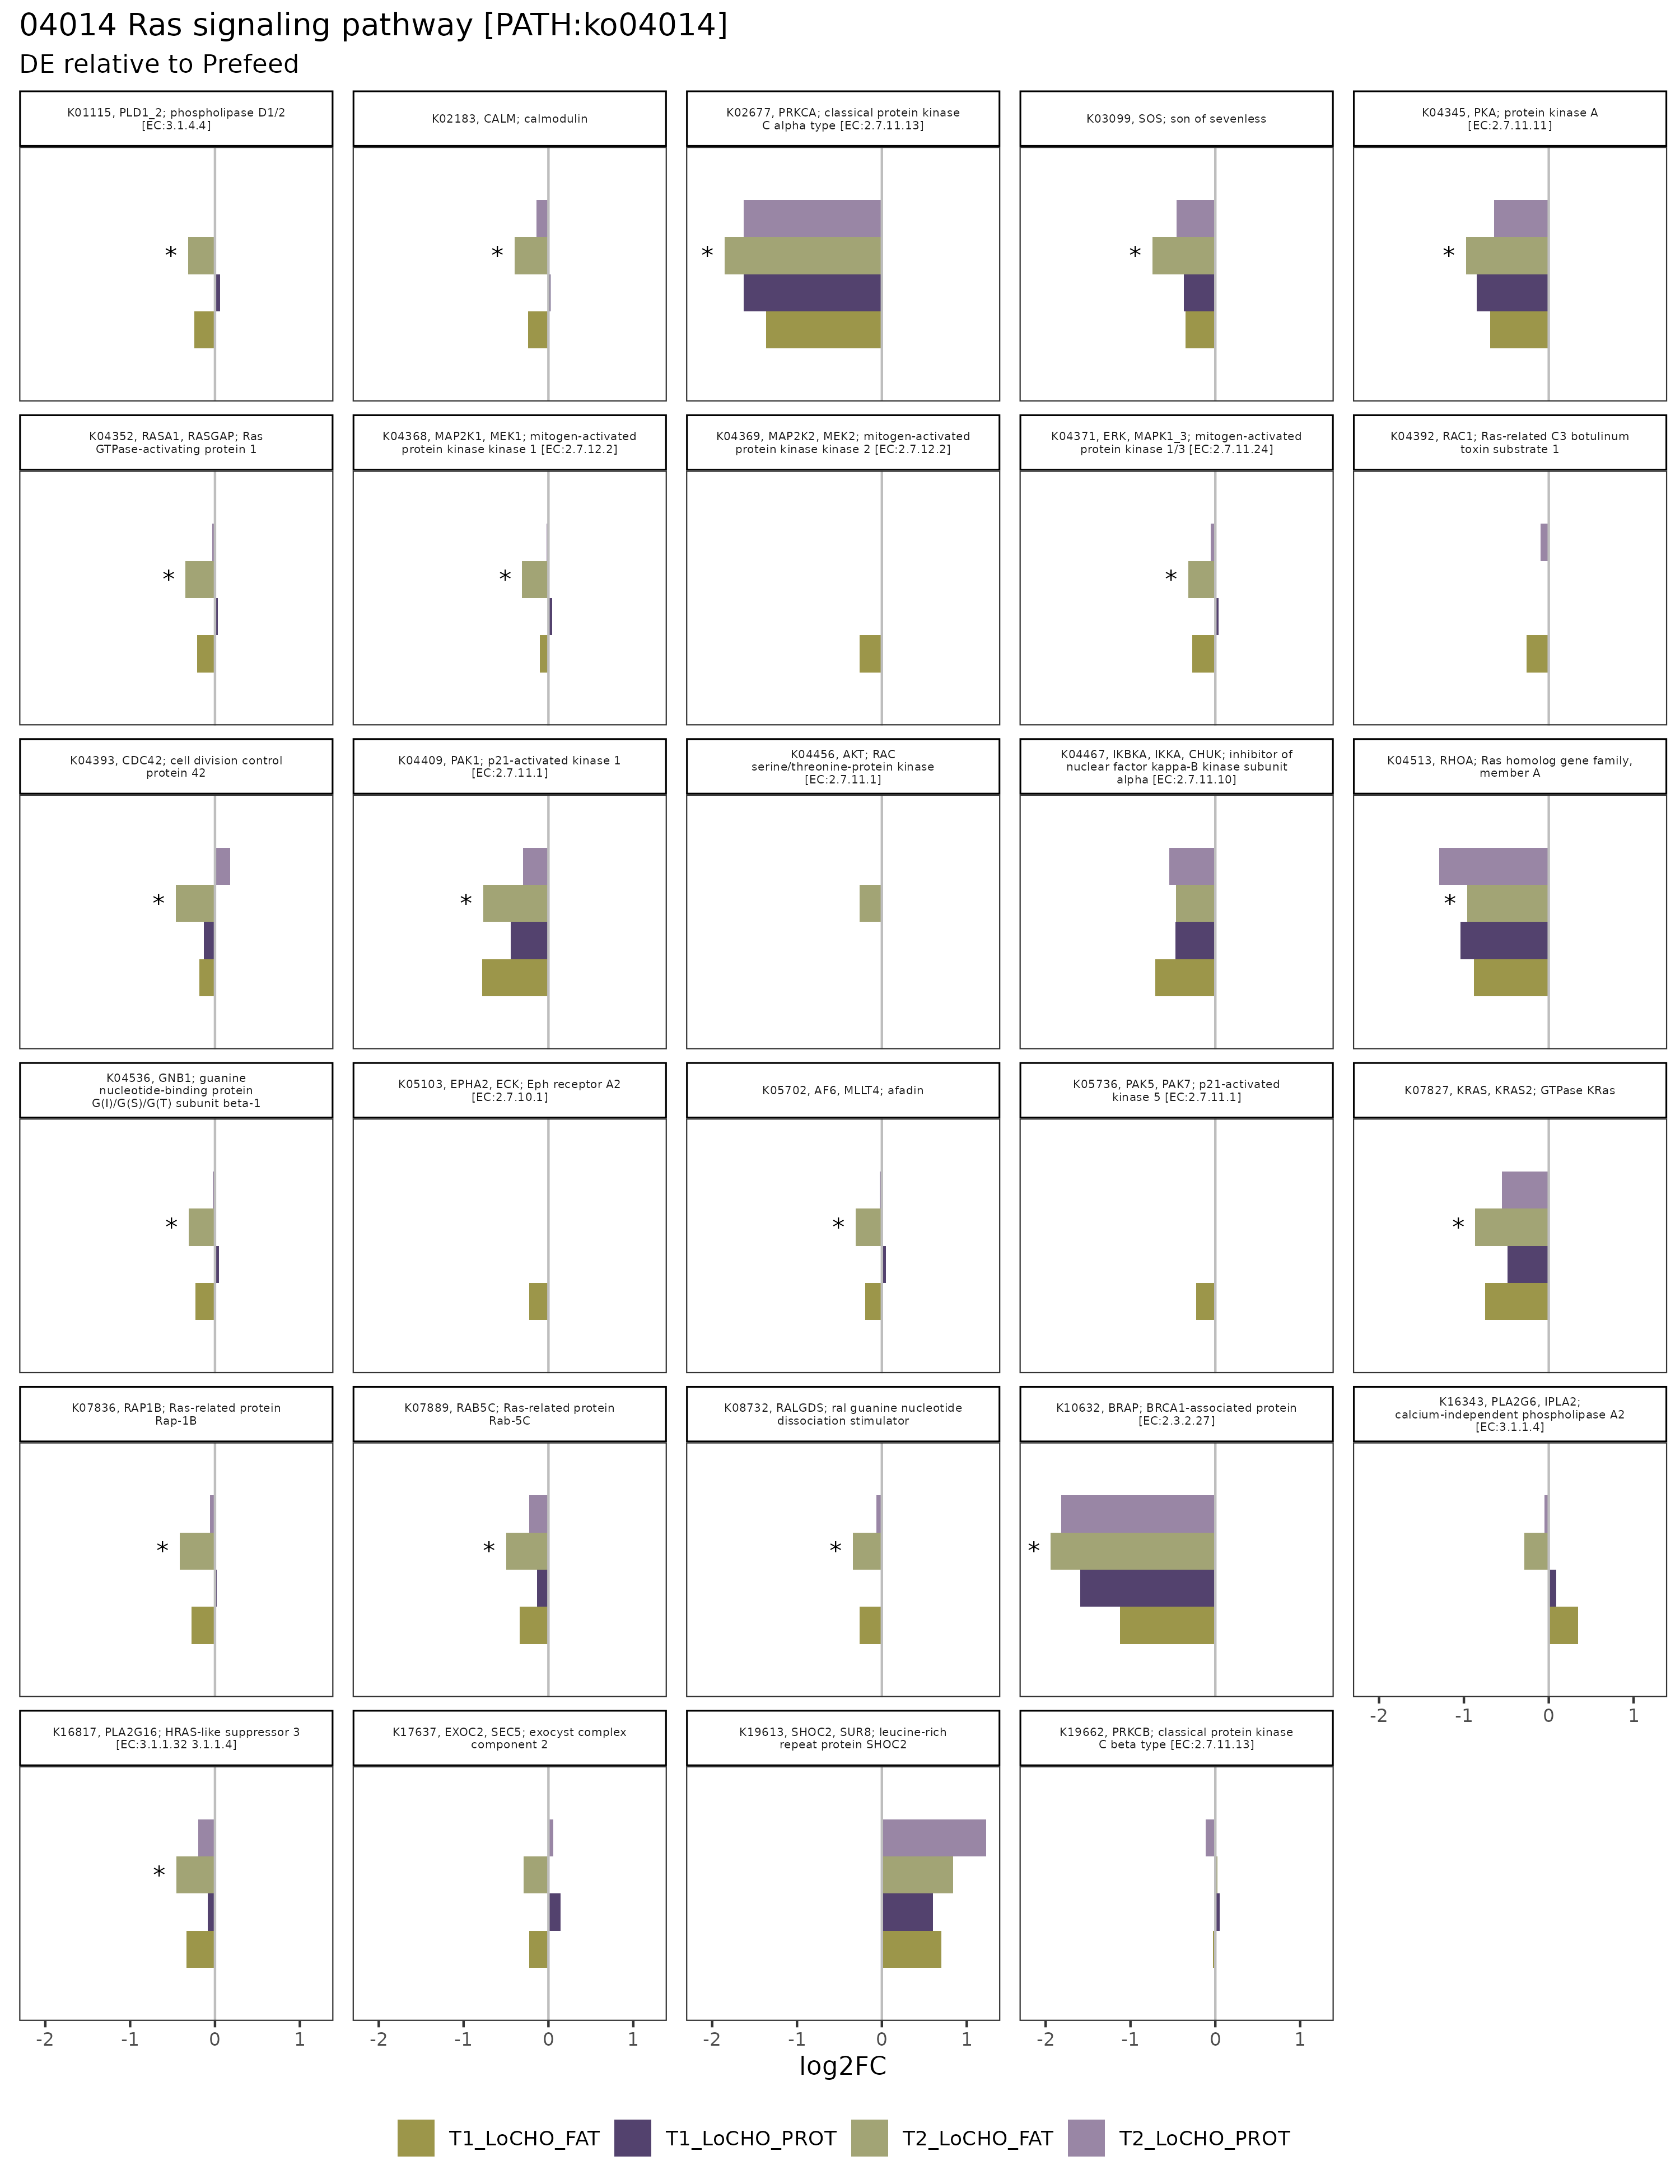 04014 Ras signaling pathway [PATH:ko04014]
DE relative to Prefeed
K01115, PLD1_2; phospholipase D1/2
[EC:3.1.4.4]
K02183, CALM; calmodulin
K02677, PRKCA; classical protein kinase
C alpha type [EC:2.7.11.13]
K03099, SOS; son of sevenless
K04345, PKA; protein kinase A
[EC:2.7.11.11]
*
*
*
*
*
K04352, RASA1, RASGAP; Ras
GTPase-activating protein 1
K04368, MAP2K1, MEK1; mitogen-activated
protein kinase kinase 1 [EC:2.7.12.2]
K04369, MAP2K2, MEK2; mitogen-activated
protein kinase kinase 2 [EC:2.7.12.2]
K04371, ERK, MAPK1_3; mitogen-activated
protein kinase 1/3 [EC:2.7.11.24]
K04392, RAC1; Ras-related C3 botulinum
toxin substrate 1
*
*
*
K04393, CDC42; cell division control
protein 42
K04409, PAK1; p21-activated kinase 1
[EC:2.7.11.1]
K04456, AKT; RAC
serine/threonine-protein kinase
[EC:2.7.11.1]
K04467, IKBKA, IKKA, CHUK; inhibitor of
nuclear factor kappa-B kinase subunit
alpha [EC:2.7.11.10]
K04513, RHOA; Ras homolog gene family,
member A
*
*
*
K04536, GNB1; guanine
nucleotide-binding protein
G(I)/G(S)/G(T) subunit beta-1
K05103, EPHA2, ECK; Eph receptor A2
[EC:2.7.10.1]
K05702, AF6, MLLT4; afadin
K05736, PAK5, PAK7; p21-activated
kinase 5 [EC:2.7.11.1]
K07827, KRAS, KRAS2; GTPase KRas
*
*
*
K07836, RAP1B; Ras-related protein
Rap-1B
K07889, RAB5C; Ras-related protein
Rab-5C
K08732, RALGDS; ral guanine nucleotide
dissociation stimulator
K10632, BRAP; BRCA1-associated protein
[EC:2.3.2.27]
K16343, PLA2G6, IPLA2;
calcium-independent phospholipase A2
[EC:3.1.1.4]
*
*
*
*
-2 -1 0 1
K16817, PLA2G16; HRAS-like suppressor 3
[EC:3.1.1.32 3.1.1.4]
K17637, EXOC2, SEC5; exocyst complex
component 2
K19613, SHOC2, SUR8; leucine-rich
repeat protein SHOC2
K19662, PRKCB; classical protein kinase
C beta type [EC:2.7.11.13]
*
-2 -1 0 1
-2 -1 0 1
-2 -1 0 1
-2 -1 0 1
log2FC
T1_LoCHO_FAT T1_LoCHO_PROT T2_LoCHO_FAT T2_LoCHO_PROT